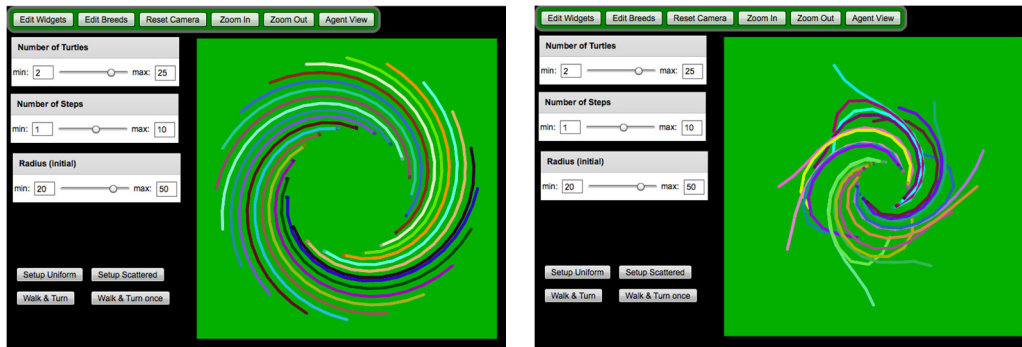 Edit Widgets Edit Breeds Reset Camera Zoom In Zoom Out Agent View
Number of Turtles
min: 2 max: 25
Number of Steps
min: 1 max: 10
Radius (initial)
min: 20 max: 50
Setup Uniform Setup Scattered
Walk & Turn Walk & Turn once
Edit Widgets Edit Breeds Reset Camera Zoom In Zoom Out Agent View
Number of Turtles
min: 2 max: 25
Number of Steps
min: 1 max: 10
Radius (initial)
min: 20 max: 50
Setup Uniform Setup Scattered
Walk & Turn Walk & Turn once